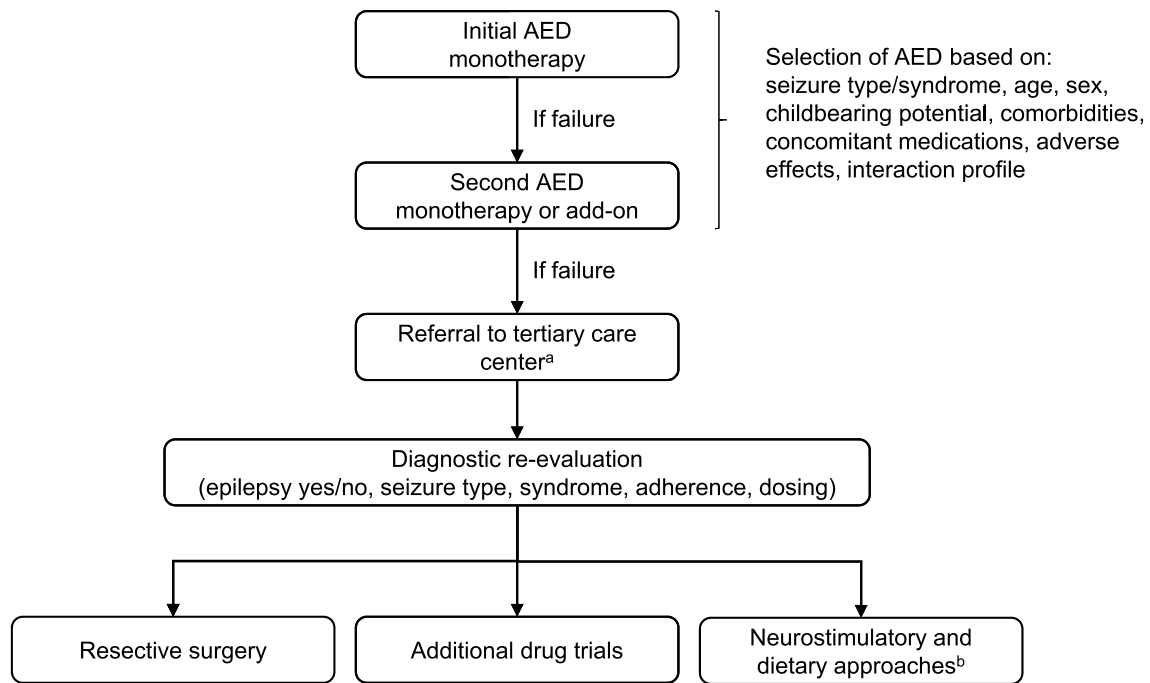 Initial AED
monotherapy
Selection of AED based on:
seizure type/syndrome, age, sex,
childbearing potential, comorbidities,
concomitant medications, adverse
effects, interaction profile
If failure
Second AED
monotherapy or add-on
If failure
Referral to tertiary care
centerᵃ
Diagnostic re-evaluation
(epilepsy yes/no, seizure type, syndrome, adherence, dosing)
Resective surgery
Additional drug trials
Neurostimulatory and
dietary approachesᵇ